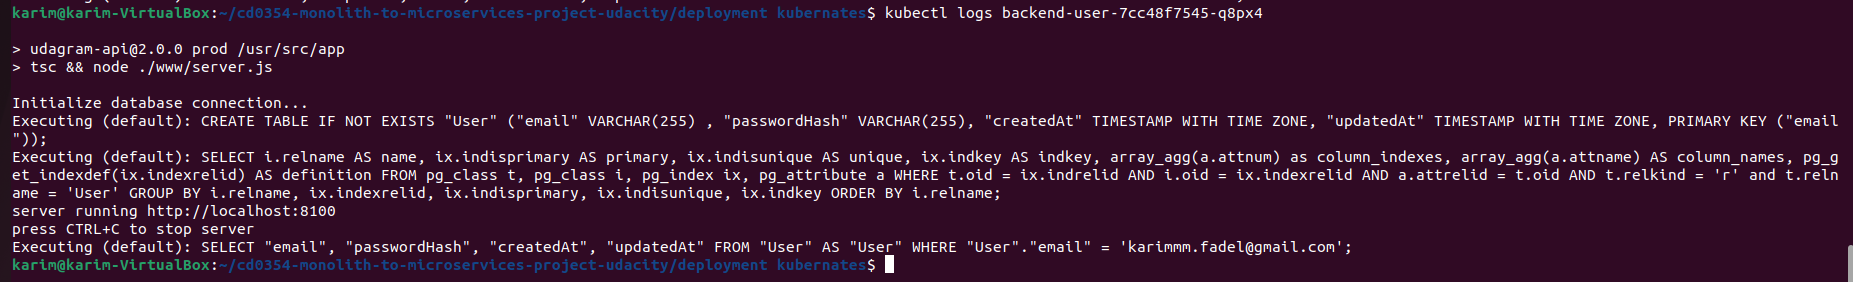 karim@karim-VirtualBox:~/cd0354-monolith-to-microservices-project-udacity/deployment kubernates$ kubectl logs backend-user-7cc48f7545-q8px4
> udagram-api@2.0.0 prod /usr/src/app
> tsc && node ./www/server.js
Initialize database connection...
Executing (default): CREATE TABLE IF NOT EXISTS "User" ("email" VARCHAR(255) , "passwordHash" VARCHAR(255), "createdAt" TIMESTAMP WITH TIME ZONE, "updatedAt" TIMESTAMP WITH TIME ZONE, PRIMARY KEY ("email
"));
Executing (default): SELECT i.relname AS name, ix.indisprimary AS primary, ix.indisunique AS unique, ix.indkey AS indkey, array_agg(a.attnum) as column_indexes, array_agg(a.attname) AS column_names, pg_g
et_indexdef(ix.indexrelid) AS definition FROM pg_class t, pg_class i, pg_index ix, pg_attribute a WHERE t.oid = ix.indrelid AND i.oid = ix.indexrelid AND a.attrelid = t.oid AND t.relkind = 'r' and t.reln
ame = 'User' GROUP BY i.relname, ix.indexrelid, ix.indisprimary, ix.indisunique, ix.indkey ORDER BY i.relname;
server running http://localhost:8100
press CTRL+C to stop server
Executing (default): SELECT "email", "passwordHash", "createdAt", "updatedAt" FROM "User" AS "User" WHERE "User"."email" = 'karimmm.fadel@gmail.com';
karim@karim-VirtualBox:~/cd0354-monolith-to-microservices-project-udacity/deployment kubernates$